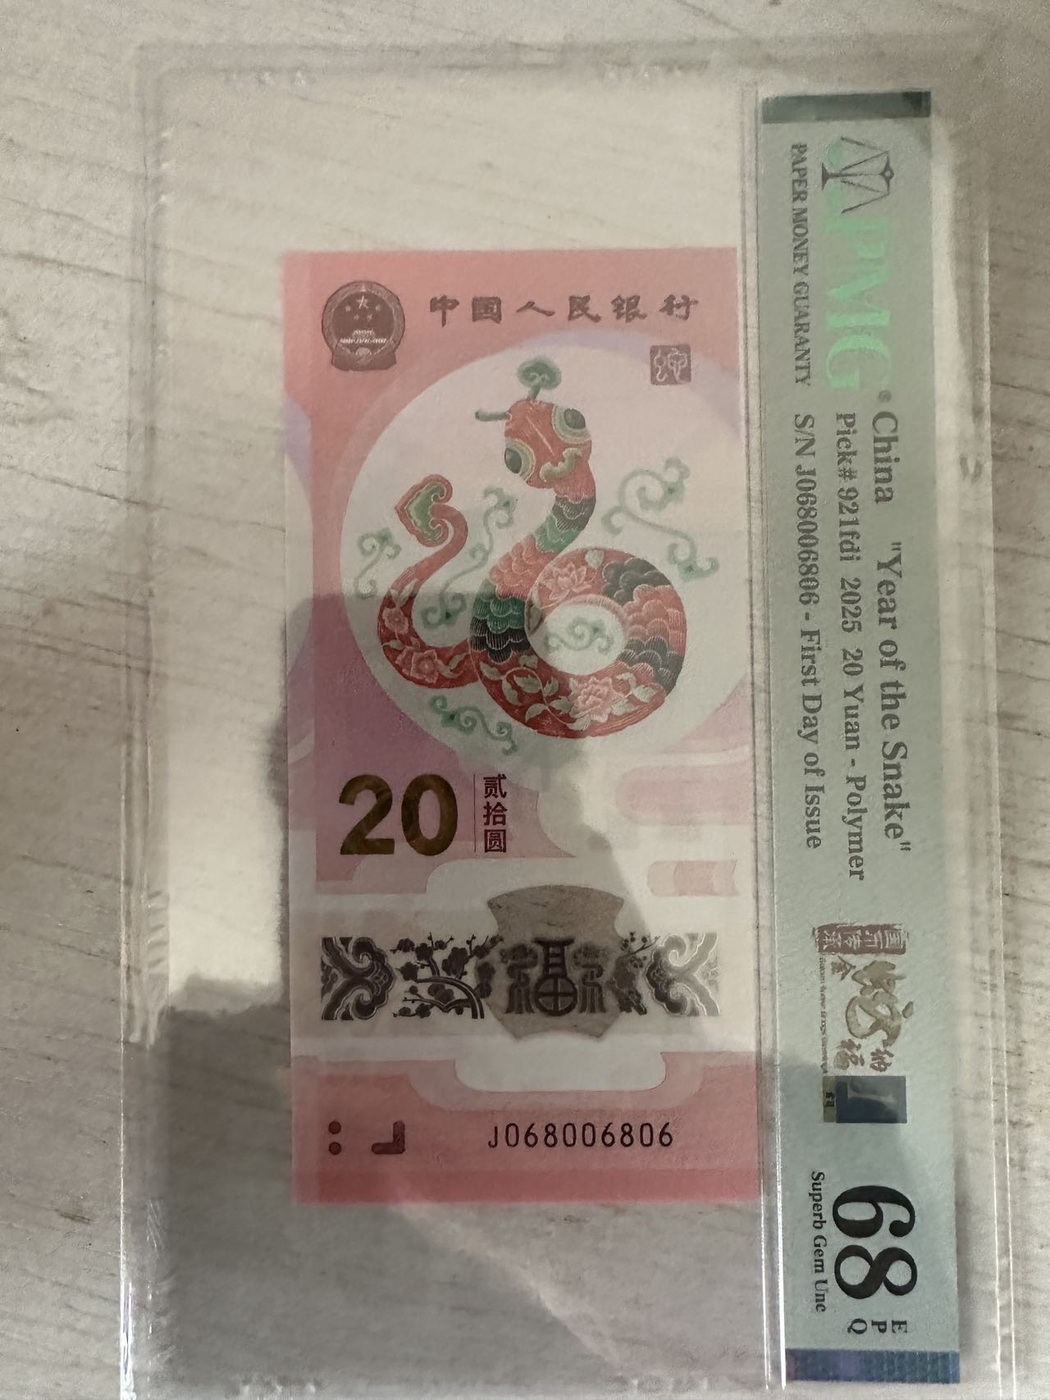 中国人民银行
20
贰拾圆
福
J068006806
PMG®
PAPER MONEY GUARANTY
China "Year of the Snake"
Pick# 921fdi 2025 20 Yuan - Polymer
S/N J068006806 - First Day of Issue
68
EPQ
Superb Gem Unc